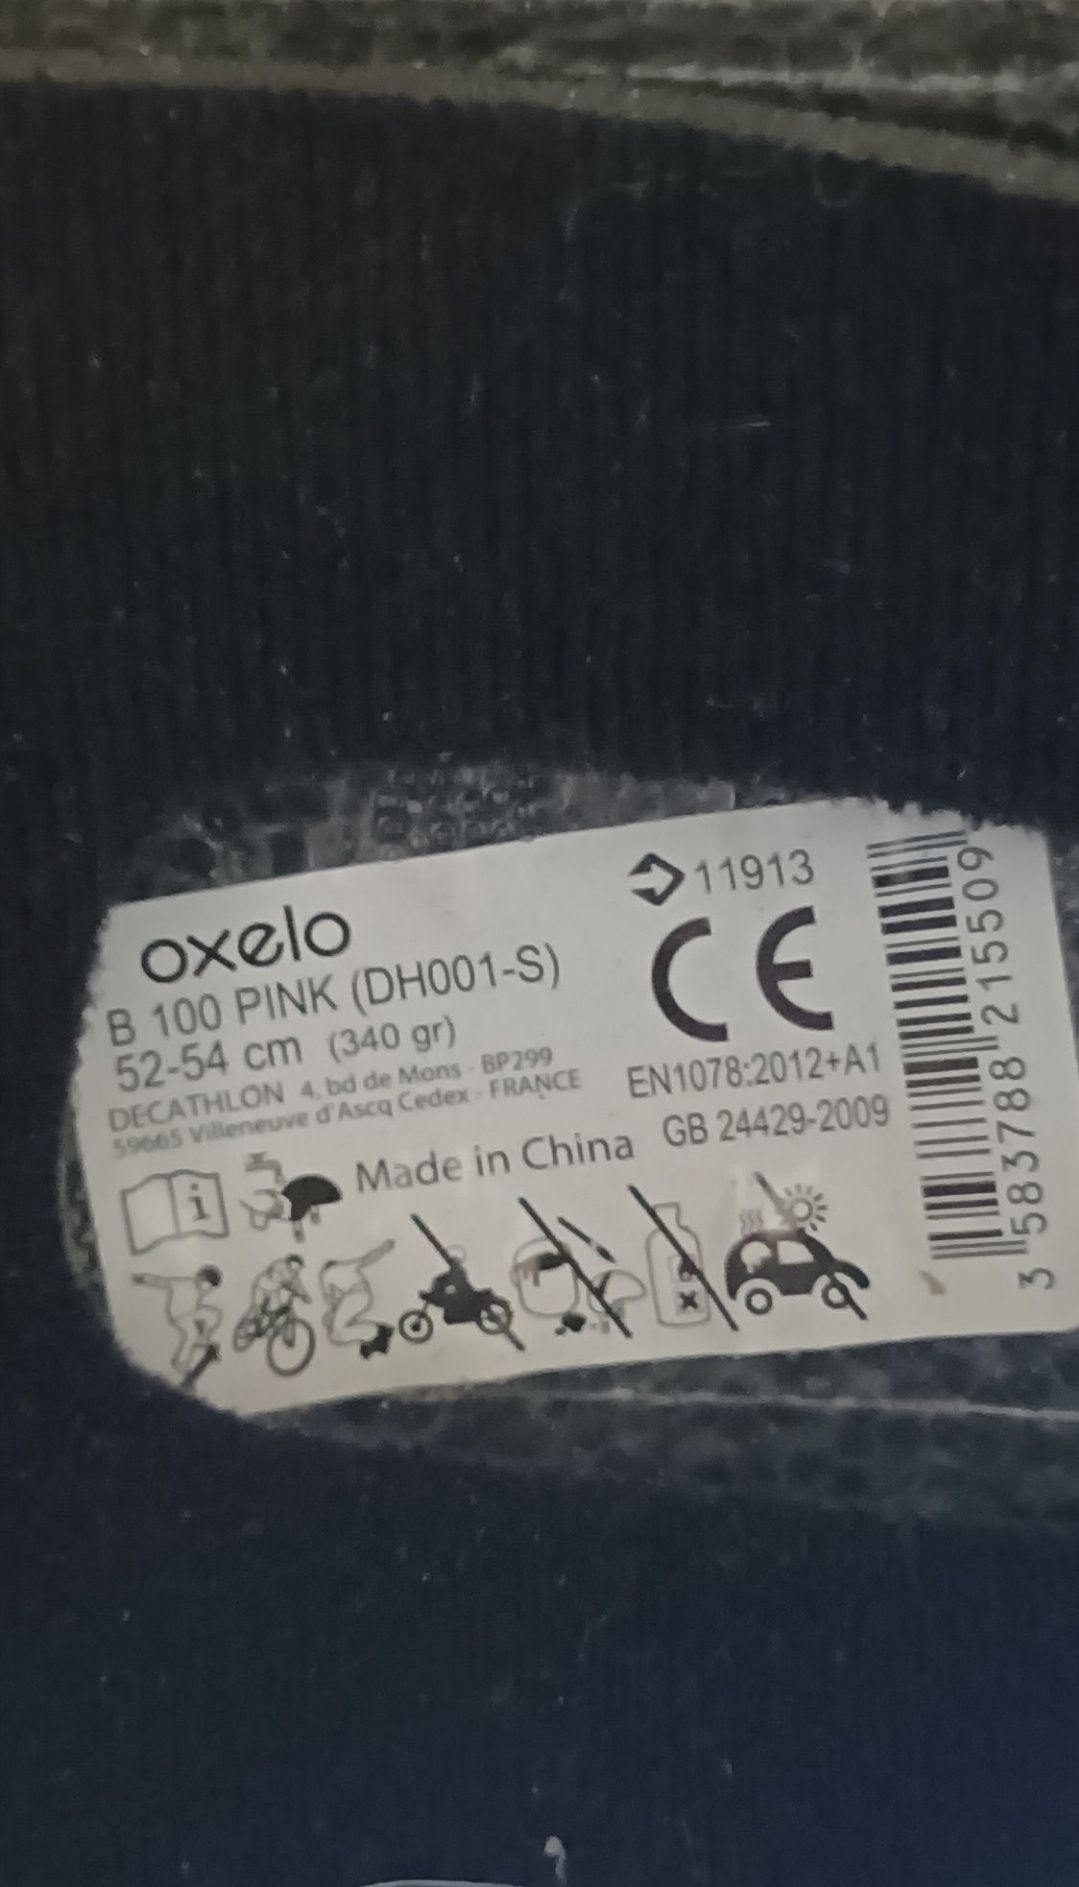 oxelo
B 100 PINK (DH001-S)
52-54 cm (340 gr)
DECATHLON 4, bd de Mons - BP299
59665 Villeneuve d'Ascq Cedex - FRANCE
Made in China
11913
CE
EN1078:2012+A1
GB 24429-2009
3 583788 215509
i